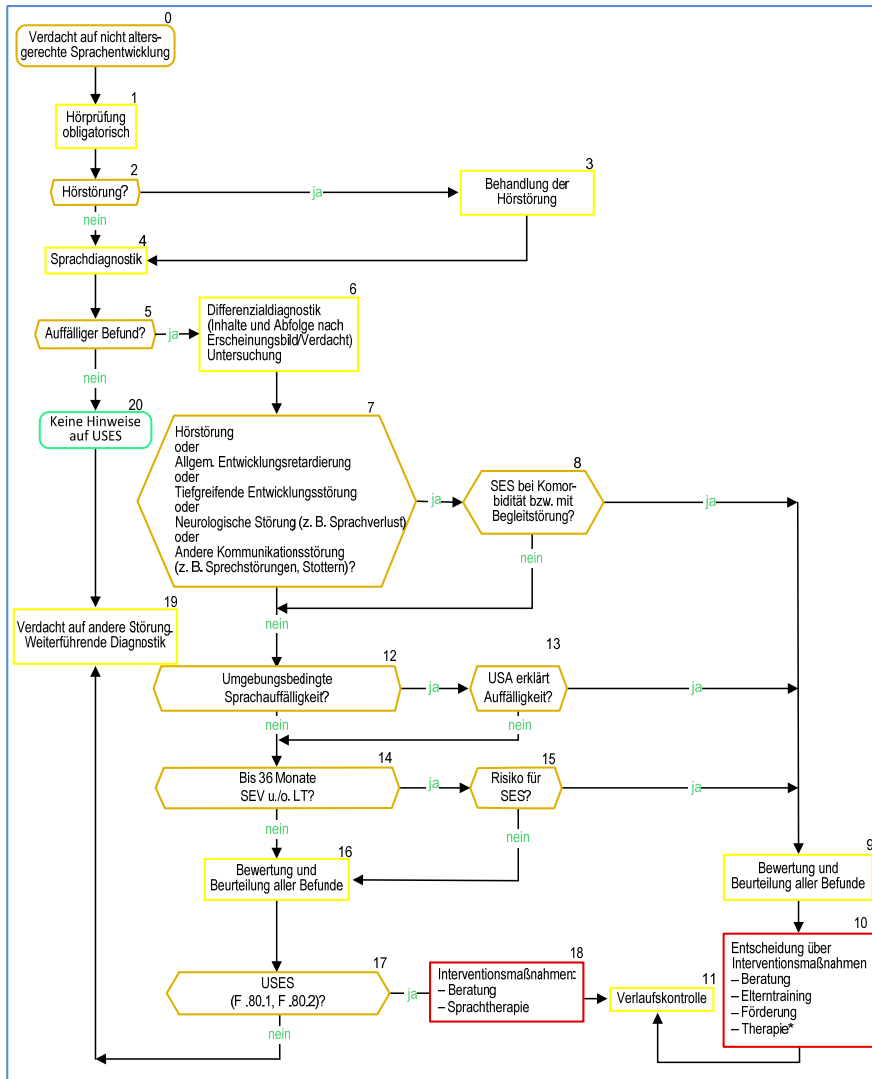 0
Verdacht auf nicht alters-
gerechte Sprachentwicklung
1
Hörprüfung
obligatorisch
2
Hörstörung?
ja
nein
3
Behandlung der
Hörstörung
4
Sprachdiagnostik
5
Auffälliger Befund?
ja
nein
6
Differenzialdiagnostik
(Inhalte und Abfolge nach
Erscheinungsbild/Verdacht)
Untersuchung
20
Keine Hinweise
auf USES
7
Hörstörung
oder
Allgem. Entwicklungsretardierung
oder
Tiefgreifende Entwicklungsstörung
oder
Neurologische Störung (z. B. Sprachverlust)
oder
Andere Kommunikationsstörung
(z. B. Sprechstörungen, Stottern)?
ja
nein
8
SES bei Komor-
bidität bzw. mit
Begleitstörung?
ja
nein
19
Verdacht auf andere Störung-
Weiterführende Diagnostik
12
Umgebungsbedingte
Sprachauffälligkeit?
ja
nein
13
USA erklärt
Auffälligkeit?
ja
nein
14
Bis 36 Monate
SEV u./o. LT?
ja
nein
15
Risiko für
SES?
ja
nein
16
Bewertung und
Beurteilung aller Befunde
9
Bewertung und
Beurteilung aller Befunde
17
USES
(F .80.1, F .80.2)?
ja
nein
18
Interventionsmaßnahmen:
– Beratung
– Sprachtherapie
11
Verlaufskontrolle
10
Entscheidung über
Interventionsmaßnahmen
– Beratung
– Elterntraining
– Förderung
– Therapie*